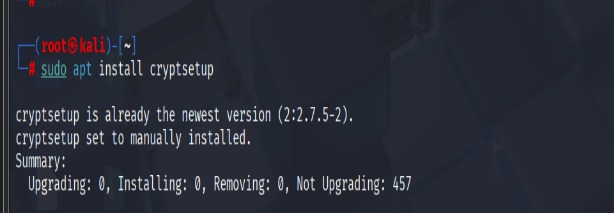 ┌──(root㉿kali)-[~]
└─# sudo apt install cryptsetup
cryptsetup is already the newest version (2:2.7.5-2).
cryptsetup set to manually installed.
Summary:
  Upgrading: 0, Installing: 0, Removing: 0, Not Upgrading: 457